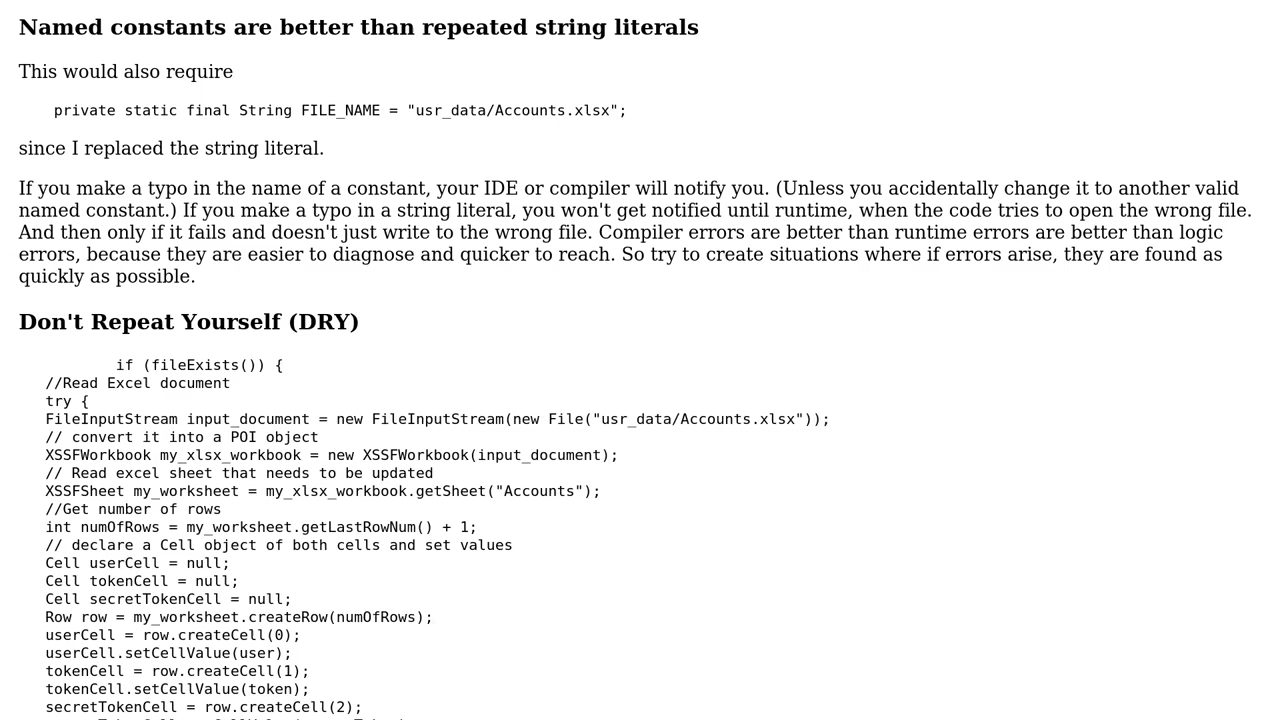 Named constants are better than repeated string literals
This would also require
private static final String FILE_NAME = "usr_data/Accounts.xlsx";
since I replaced the string literal.
If you make a typo in the name of a constant, your IDE or compiler will notify you. (Unless you accidentally change it to another valid
named constant.) If you make a typo in a string literal, you won't get notified until runtime, when the code tries to open the wrong file.
And then only if it fails and doesn't just write to the wrong file. Compiler errors are better than runtime errors are better than logic
errors, because they are easier to diagnose and quicker to reach. So try to create situations where if errors arise, they are found as
quickly as possible.
Don't Repeat Yourself (DRY)
if (fileExists()) {
//Read Excel document
try {
FileInputStream input_document = new FileInputStream(new File("usr_data/Accounts.xlsx"));
// convert it into a POI object
XSSFWorkbook my_xlsx_workbook = new XSSFWorkbook(input_document);
// Read excel sheet that needs to be updated
XSSFSheet my_worksheet = my_xlsx_workbook.getSheet("Accounts");
//Get number of rows
int numOfRows = my_worksheet.getLastRowNum() + 1;
// declare a Cell object of both cells and set values
Cell userCell = null;
Cell tokenCell = null;
Cell secretTokenCell = null;
Row row = my_worksheet.createRow(numOfRows);
userCell = row.createCell(0);
userCell.setCellValue(user);
tokenCell = row.createCell(1);
tokenCell.setCellValue(token);
secretTokenCell = row.createCell(2);